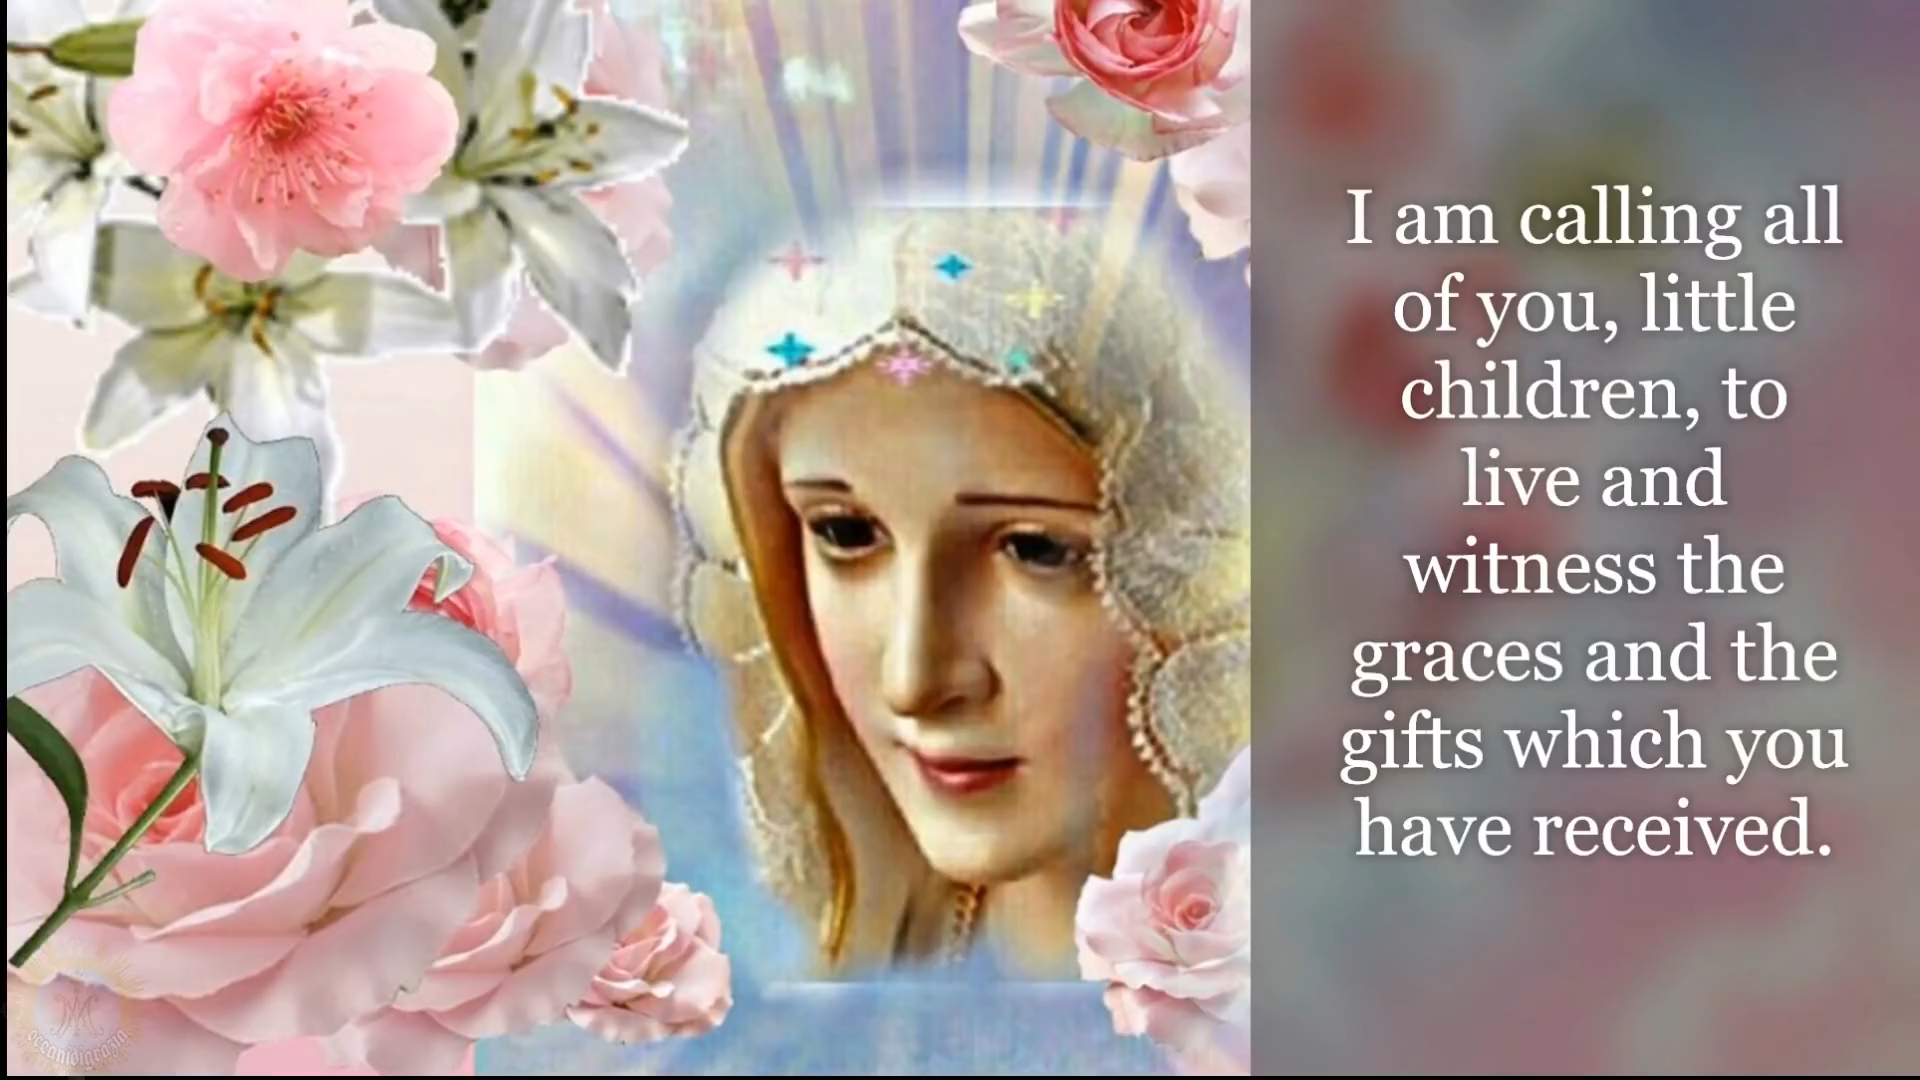 I am calling all
of you, little
children, to
live and
witness the
graces and the
gifts which you
have received.
oceanidigrazia